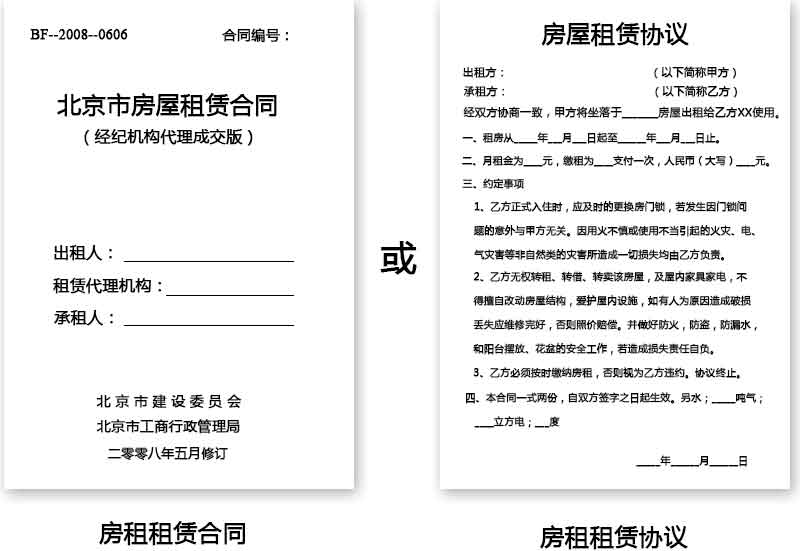 BF--2008--0606 合同编号：
北京市房屋租赁合同
（经纪机构代理成交版）
出租人：
租赁代理机构：
承租人：
北京市建设委员会
北京市工商行政管理局
二零零八年五月修订
房租租赁合同
或
房屋租赁协议
出租方： （以下简称甲方）
承租方： （以下简称乙方）
经双方协商一致，甲方将坐落于______房屋出租给乙方XX使用。
一、租房从____年__月__日起至____年__月__日止。
二、月租金为___元，缴租为___支付一次，人民币（大写）___元。
三、约定事项
1、乙方正式入住时，应及时的更换房门锁，若发生因门锁问
题的意外与甲方无关。因用火不慎或使用不当引起的火灾、电、
气灾害等非自然类的灾害所造成一切损失均由乙方负责。
2、乙方无权转租、转借、转卖该房屋，及屋内家具家电，不
得擅自改动房屋结构，爱护屋内设施，如有人为原因造成破损
丢失应维修完好，否则照价赔偿。并做好防火，防盗，防漏水，
和阳台摆放、花盆的安全工作，若造成损失责任自负。
3、乙方必须按时缴纳房租，否则视为乙方违约。协议终止。
四、本合同一式两份，自双方签字之日起生效。另水；____吨气；
___立方电；__度
____年_____月_____日
房租租赁协议